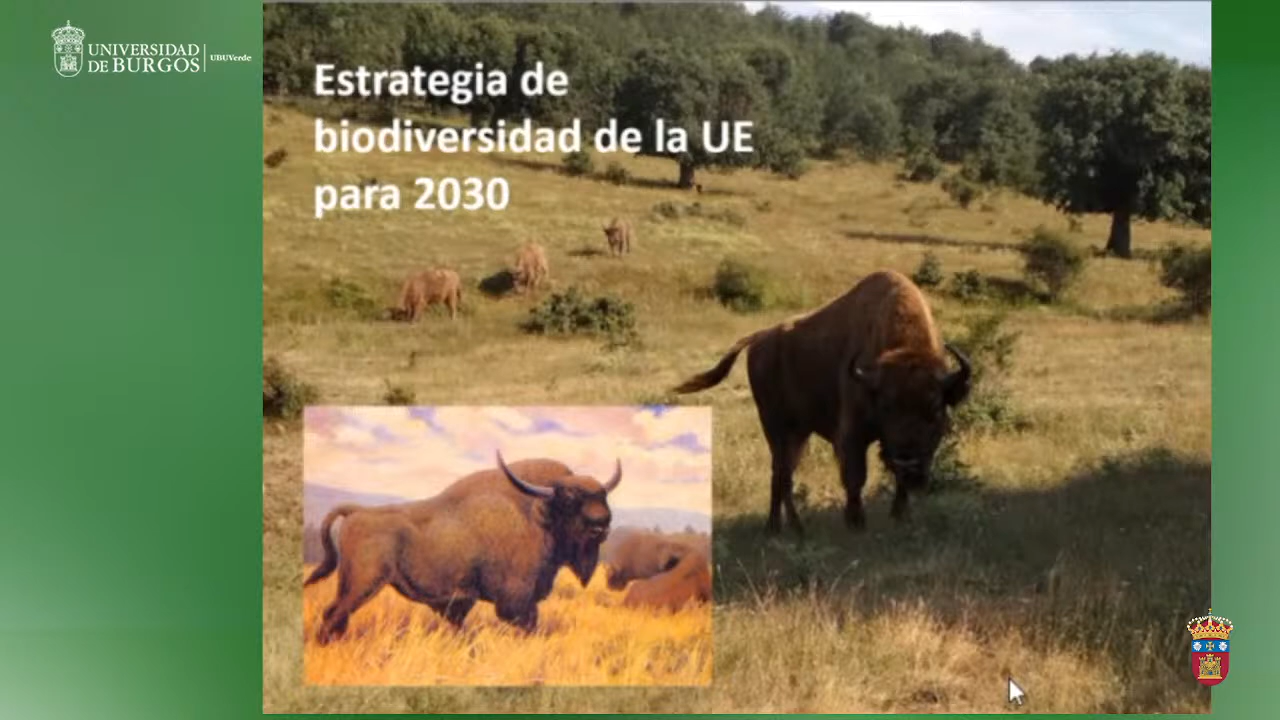 UNIVERSIDAD
DE BURGOS
UBUVerde
Estrategia de
biodiversidad de la UE
para 2030